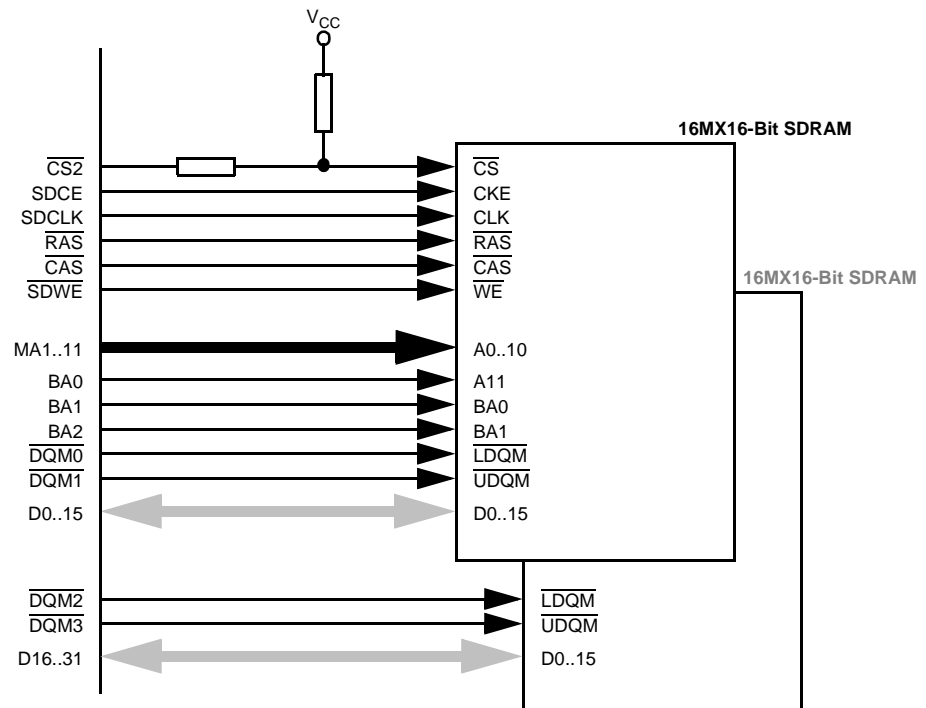 VCC
16MX16-Bit SDRAM
CS2 CS
SDCE CKE
SDCLK CLK
RAS RAS
CAS CAS
SDWE WE
16MX16-Bit SDRAM
MA1..11 A0..10
BA0 A11
BA1 BA0
BA2 BA1
DQM0 LDQM
DQM1 UDQM
D0..15 D0..15
DQM2 LDQM
DQM3 UDQM
D16..31 D0..15